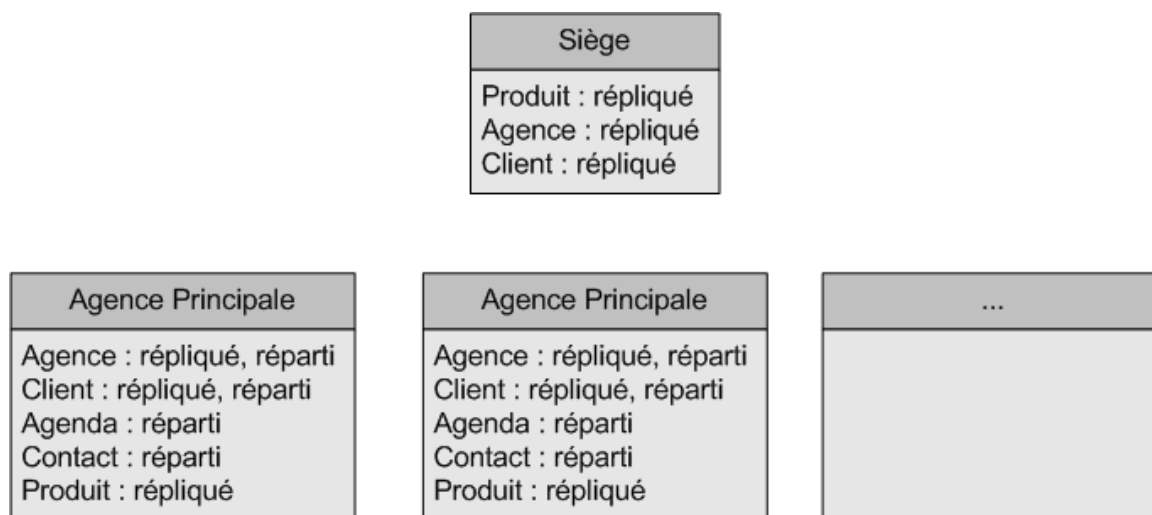 Siège
Produit : répliqué
Agence : répliqué
Client : répliqué
Agence Principale
Agence : répliqué, réparti
Client : répliqué, réparti
Agenda : réparti
Contact : réparti
Produit : répliqué
Agence Principale
Agence : répliqué, réparti
Client : répliqué, réparti
Agenda : réparti
Contact : réparti
Produit : répliqué
...